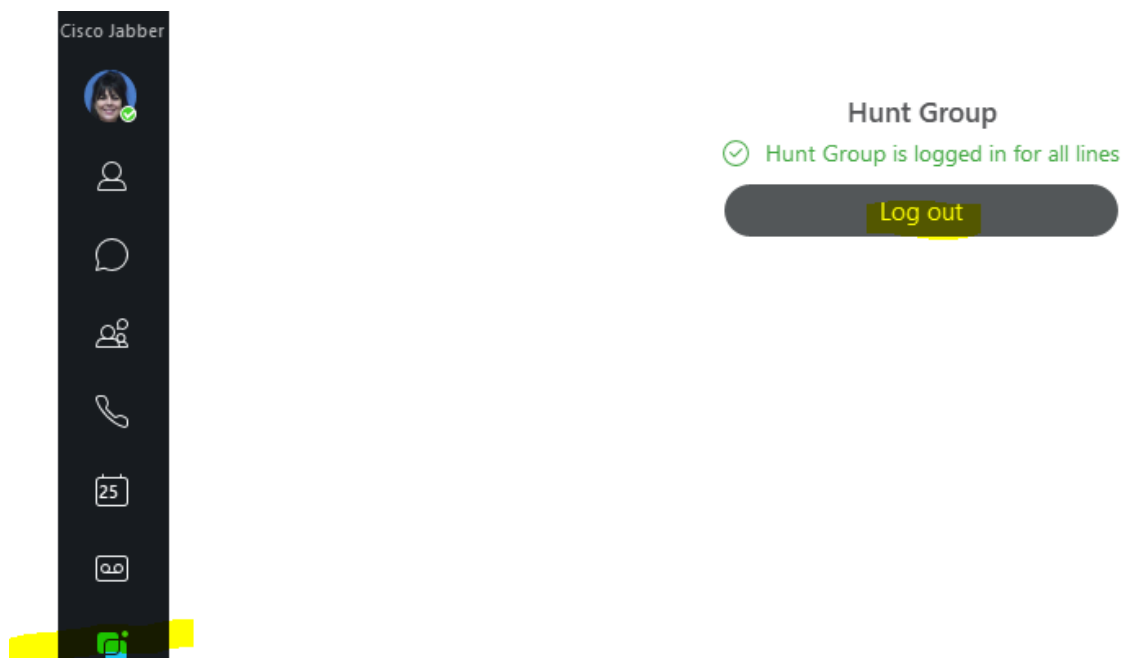 Cisco Jabber
Hunt Group
Hunt Group is logged in for all lines
Log out
25